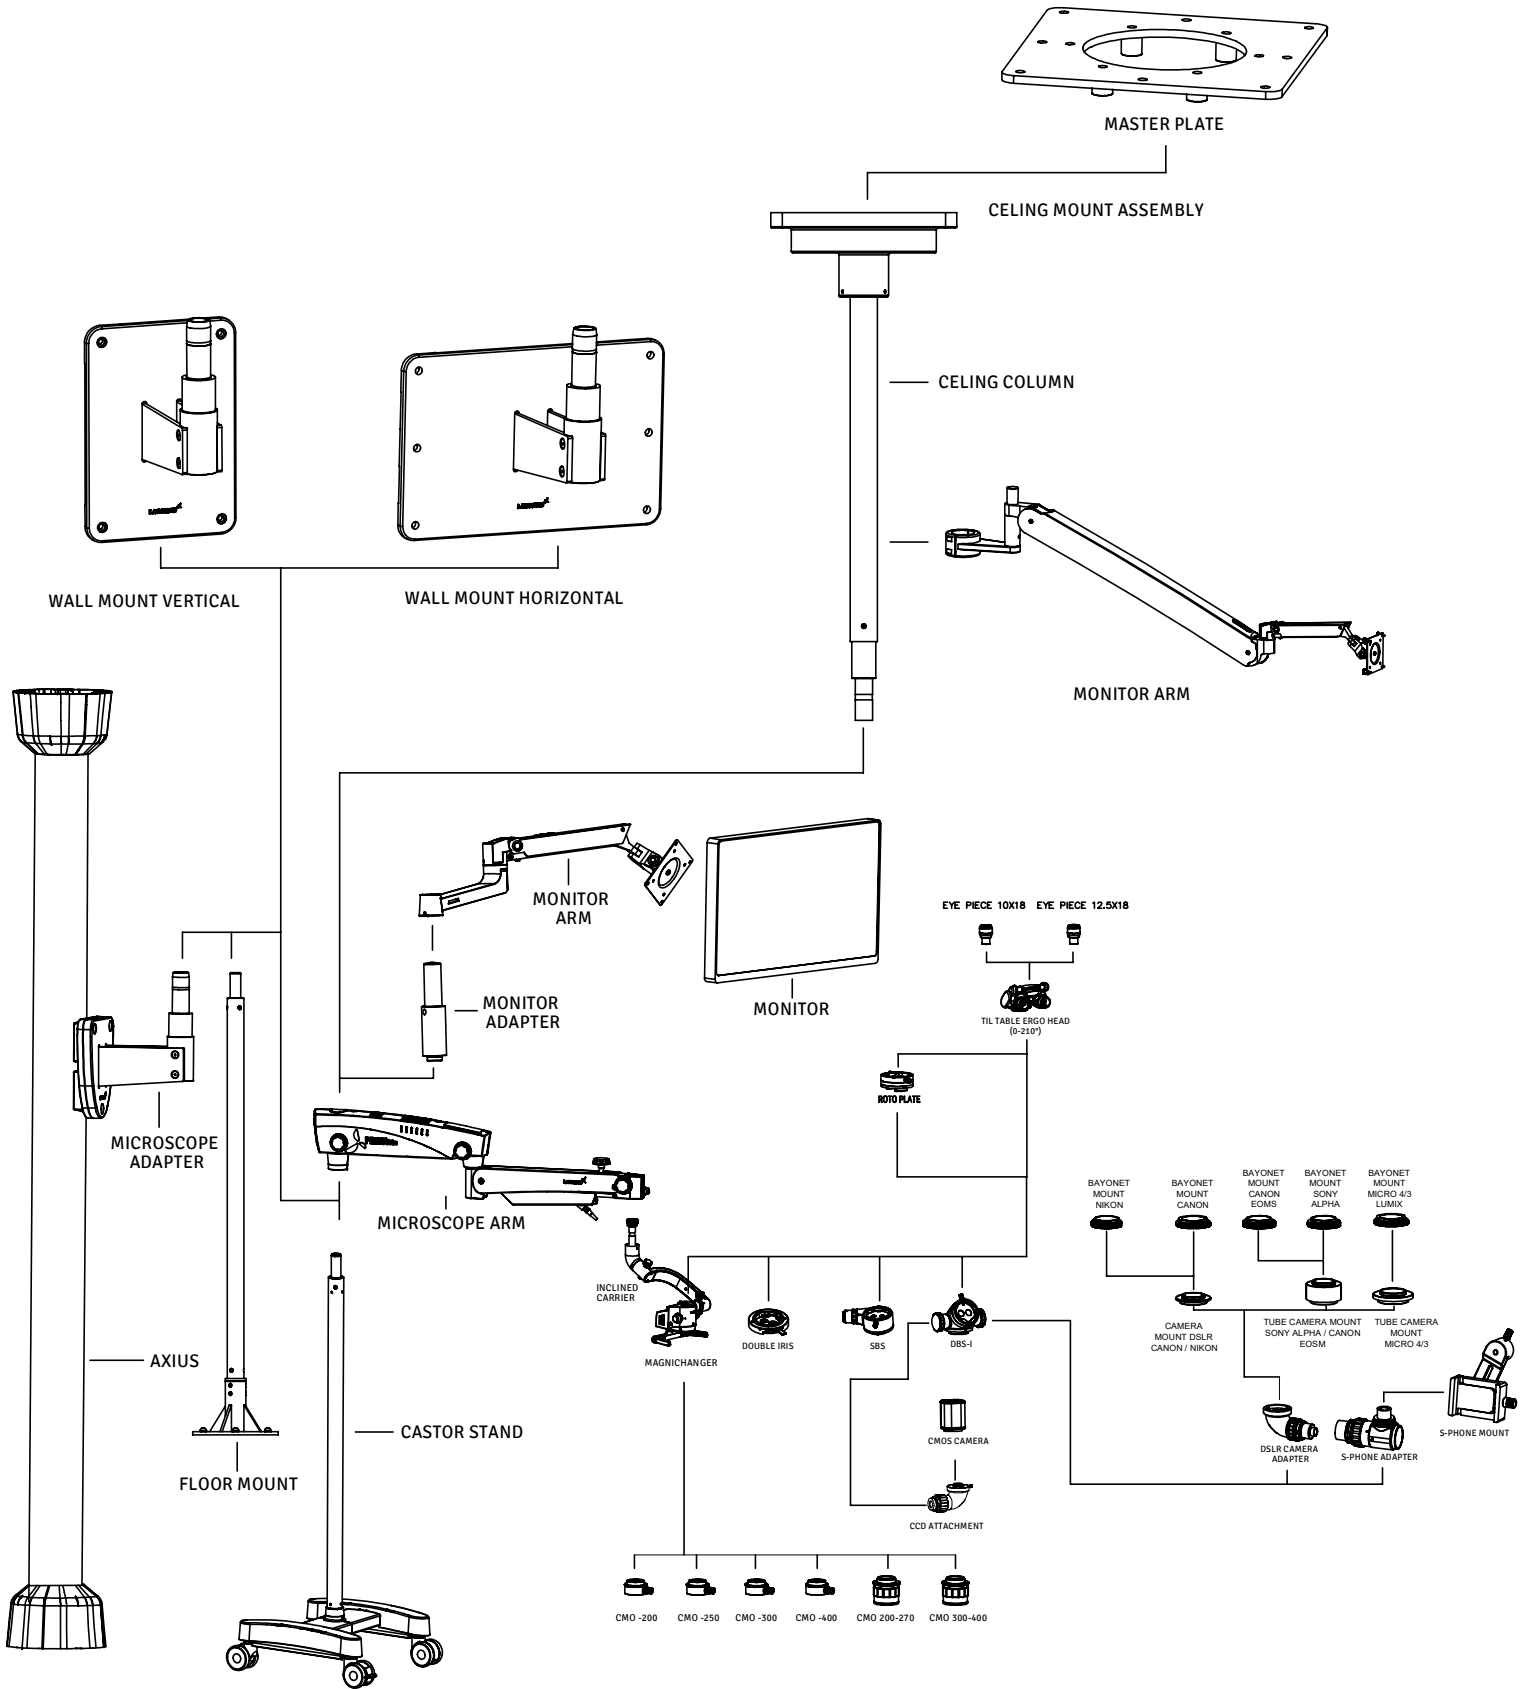 MASTER PLATE
CELING MOUNT ASSEMBLY
CELING COLUMN
WALL MOUNT VERTICAL
WALL MOUNT HORIZONTAL
MONITOR ARM
MONITOR
ARM
MONITOR
MONITOR
ADAPTER
EYE PIECE 10X18
EYE PIECE 12.5X18
TIL TABLE ERGO HEAD
(0-210°)
ROTO PLATE
MICROSCOPE
ADAPTER
MICROSCOPE ARM
BAYONET
MOUNT
NIKON
BAYONET
MOUNT
CANON
BAYONET
MOUNT
CANON
EOMS
BAYONET
MOUNT
SONY
ALPHA
BAYONET
MOUNT
MICRO 4/3
LUMIX
INCLINED
CARRIER
MAGNICHANGER
DOUBLE IRIS
SBS
DBS-I
CAMERA
MOUNT DSLR
CANON / NIKON
TUBE CAMERA MOUNT
SONY ALPHA / CANON
EOSM
TUBE CAMERA
MOUNT
MICRO 4/3
AXIUS
CASTOR STAND
FLOOR MOUNT
CMOS CAMERA
CCD ATTACHMENT
DSLR CAMERA
ADAPTER
S-PHONE ADAPTER
S-PHONE MOUNT
CMO -200
CMO -250
CMO -300
CMO -400
CMO 200-270
CMO 300-400